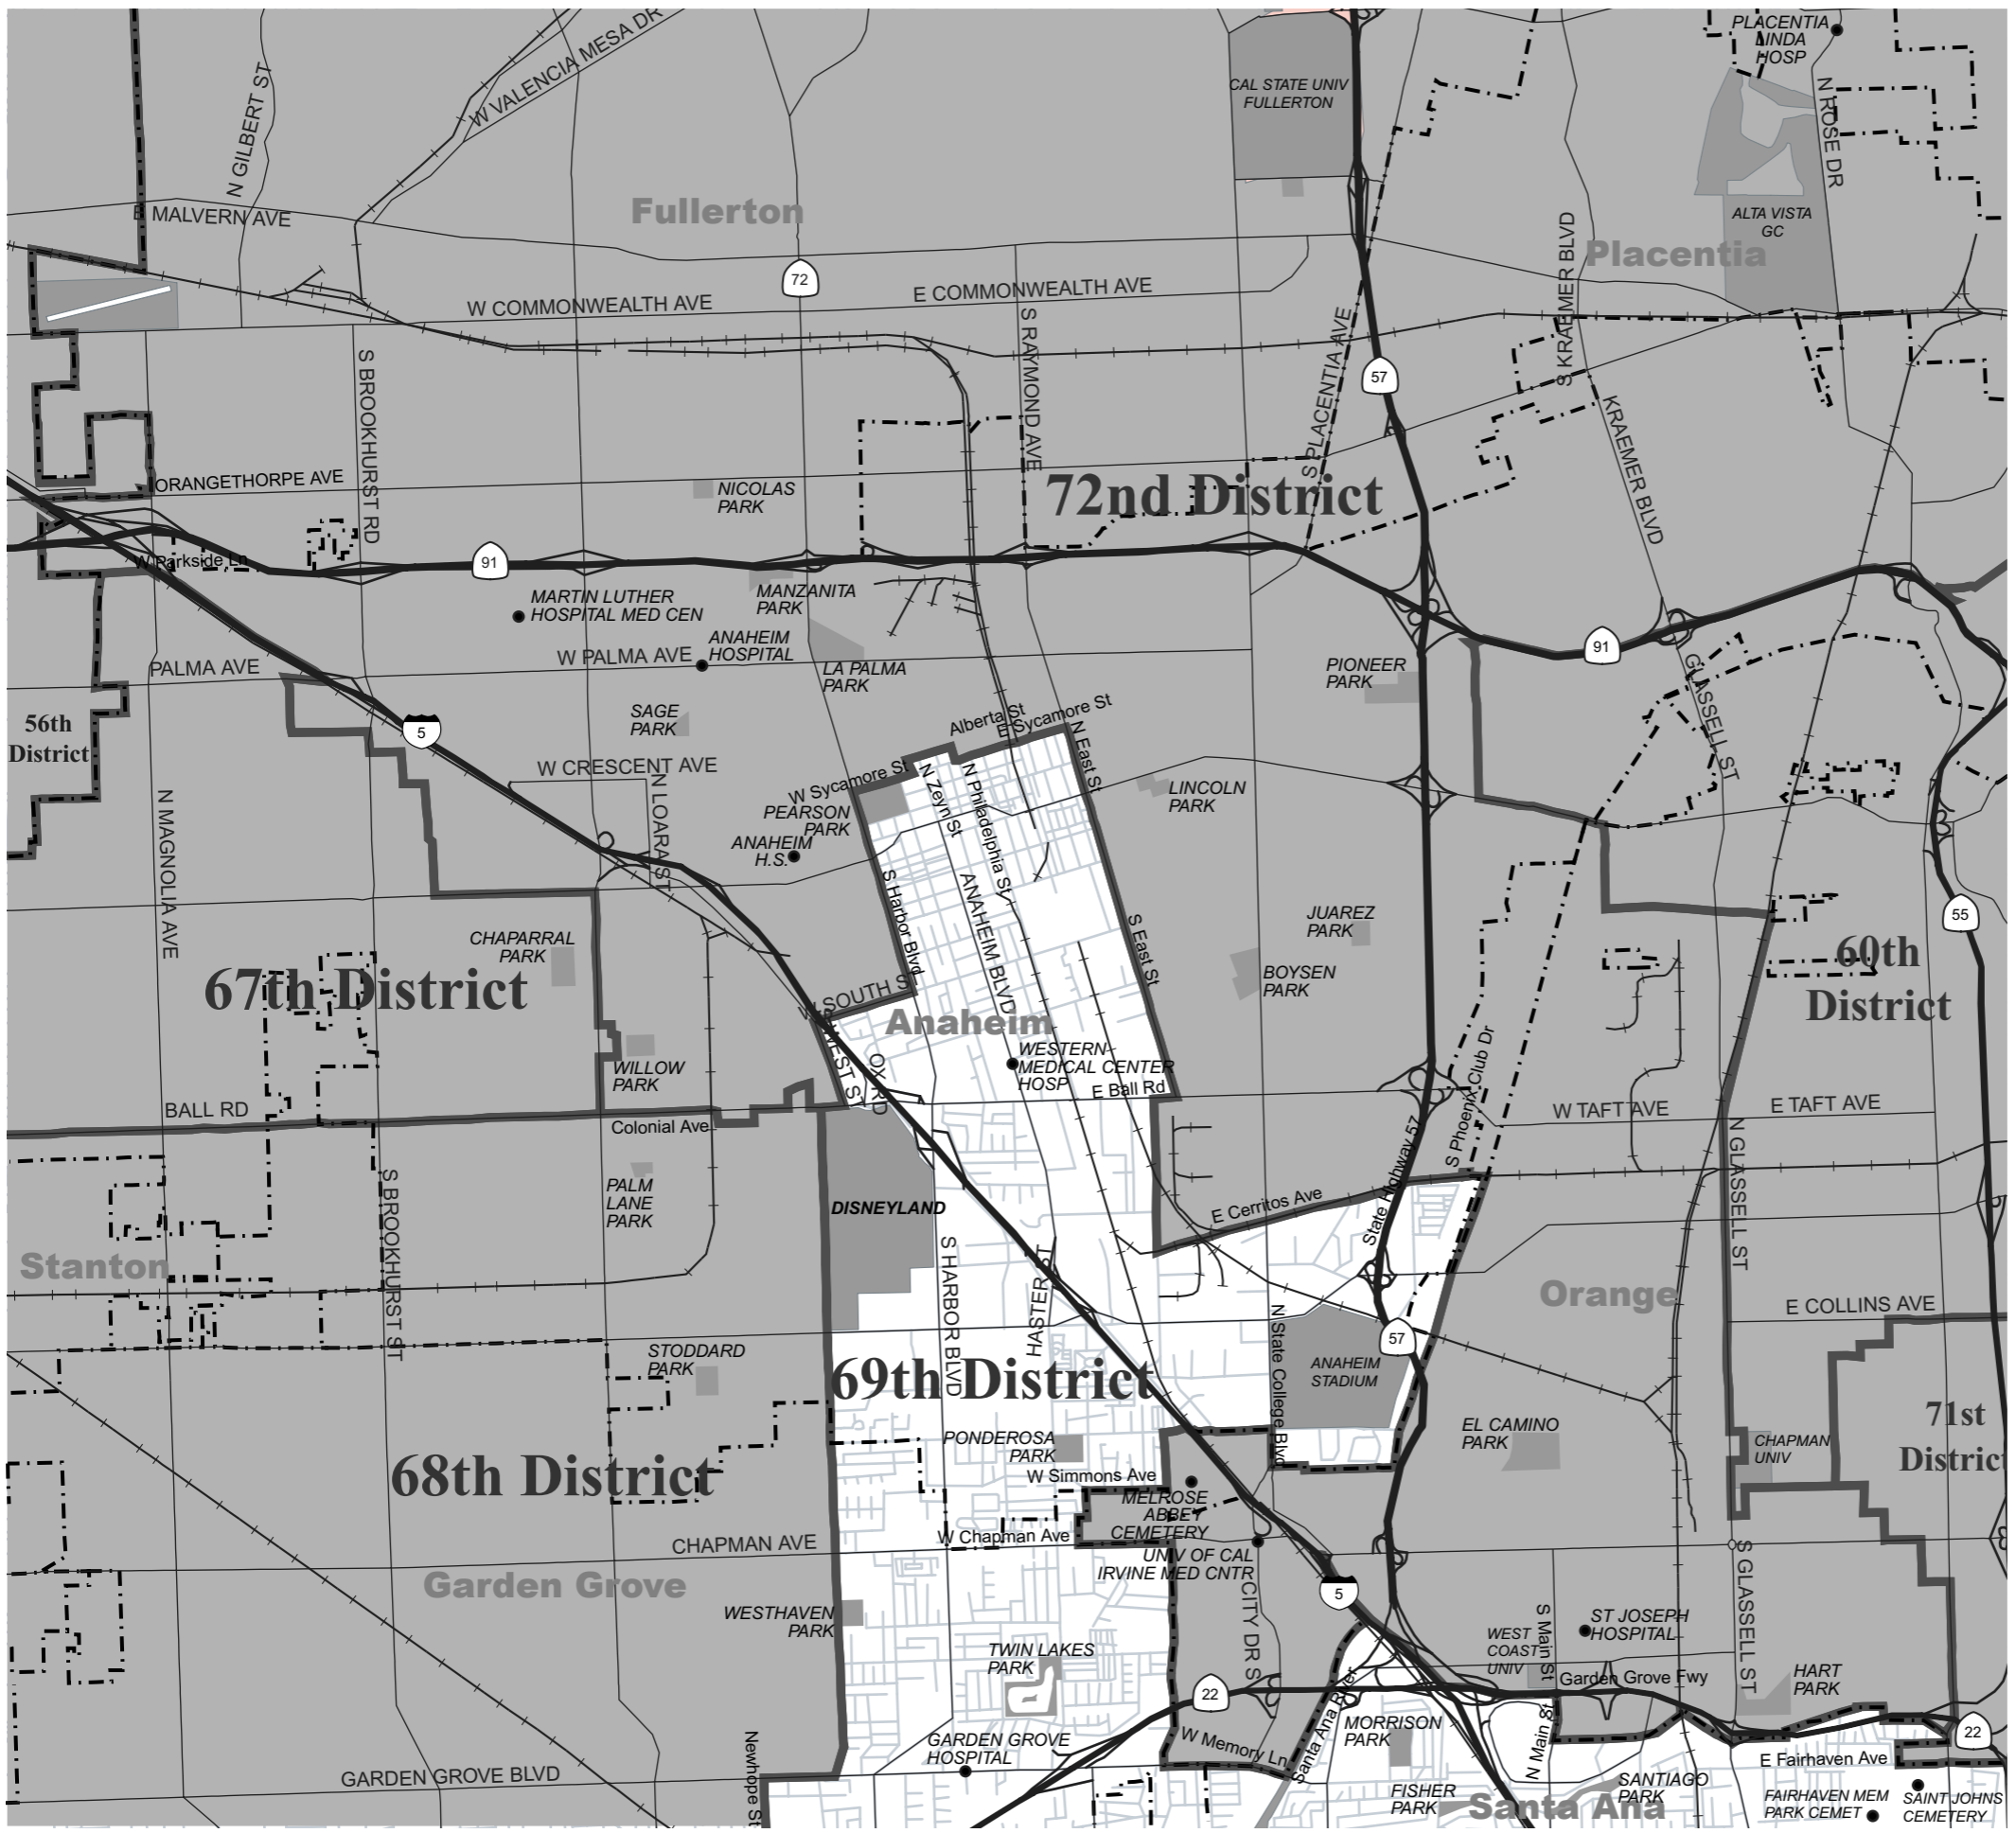 PLACENTIA
LINDA
HOSP
W VALENCIA MESA DR
N GILBERT ST
CAL STATE UNIV
FULLERTON
N ROSE DR
E MALVERN AVE
Fullerton
ALTA VISTA
GC
S KRAEMER BLVD
Placentia
72
W COMMONWEALTH AVE
E COMMONWEALTH AVE
S RAYMOND AVE
S PLACENTIA AVE
57
S BROOKHURST RD
KRAEMER BLVD
ORANGETHORPE AVE
NICOLAS
PARK
72nd District
W Parkside Ln
91
MARTIN LUTHER
HOSPITAL MED CEN
MANZANITA
PARK
ANAHEIM
HOSPITAL
W PALMA AVE
PALMA AVE
LA PALMA
PARK
PIONEER
PARK
91
GLASSELL ST
56th
District
5
SAGE
PARK
Alberta St
E Sycamore St
N East St
W CRESCENT AVE
N LOARA ST
W Sycamore St
N Zeyn St
N Philadelphia St
PEARSON
PARK
ANAHEIM
H.S.
LINCOLN
PARK
N MAGNOLIA AVE
S Harbor Blvd
ANAHEIM BLVD
S East St
JUAREZ
PARK
55
CHAPARRAL
PARK
67th District
BOYSEN
PARK
60th
District
W SOUTH ST
Anaheim
S WEST ST
OX RD
WESTERN
MEDICAL CENTER
HOSP
WILLOW
PARK
E Ball Rd
S Phoenix Club Dr
BALL RD
Colonial Ave
W TAFT AVE
E TAFT AVE
State Highway 57
N GLASSELL ST
S BROOKHURST ST
PALM
LANE
PARK
DISNEYLAND
E Cerritos Ave
Stanton
S HARBOR BLVD
HASTER ST
Orange
E COLLINS AVE
N State College Blvd
57
STODDARD
PARK
69th District
ANAHEIM
STADIUM
71st
District
EL CAMINO
PARK
CHAPMAN
UNIV
PONDEROSA
PARK
68th District
W Simmons Ave
MELROSE
ABBEY
CEMETERY
CHAPMAN AVE
W Chapman Ave
UNIV OF CAL
IRVINE MED CNTR
Garden Grove
CITY DR S
5
S GLASSELL ST
WESTHAVEN
PARK
S Main St
ST JOSEPH
HOSPITAL
WEST
COAST
UNIV
TWIN LAKES
PARK
Garden Grove Fwy
HART
PARK
22
Santa Ana River
MORRISON
PARK
N Main St
22
Newhope St
GARDEN GROVE
HOSPITAL
W Memory Ln
E Fairhaven Ave
GARDEN GROVE BLVD
FISHER
PARK
SANTIAGO
PARK
Santa Ana
FAIRHAVEN MEM
PARK CEMET
SAINT JOHNS
CEMETERY